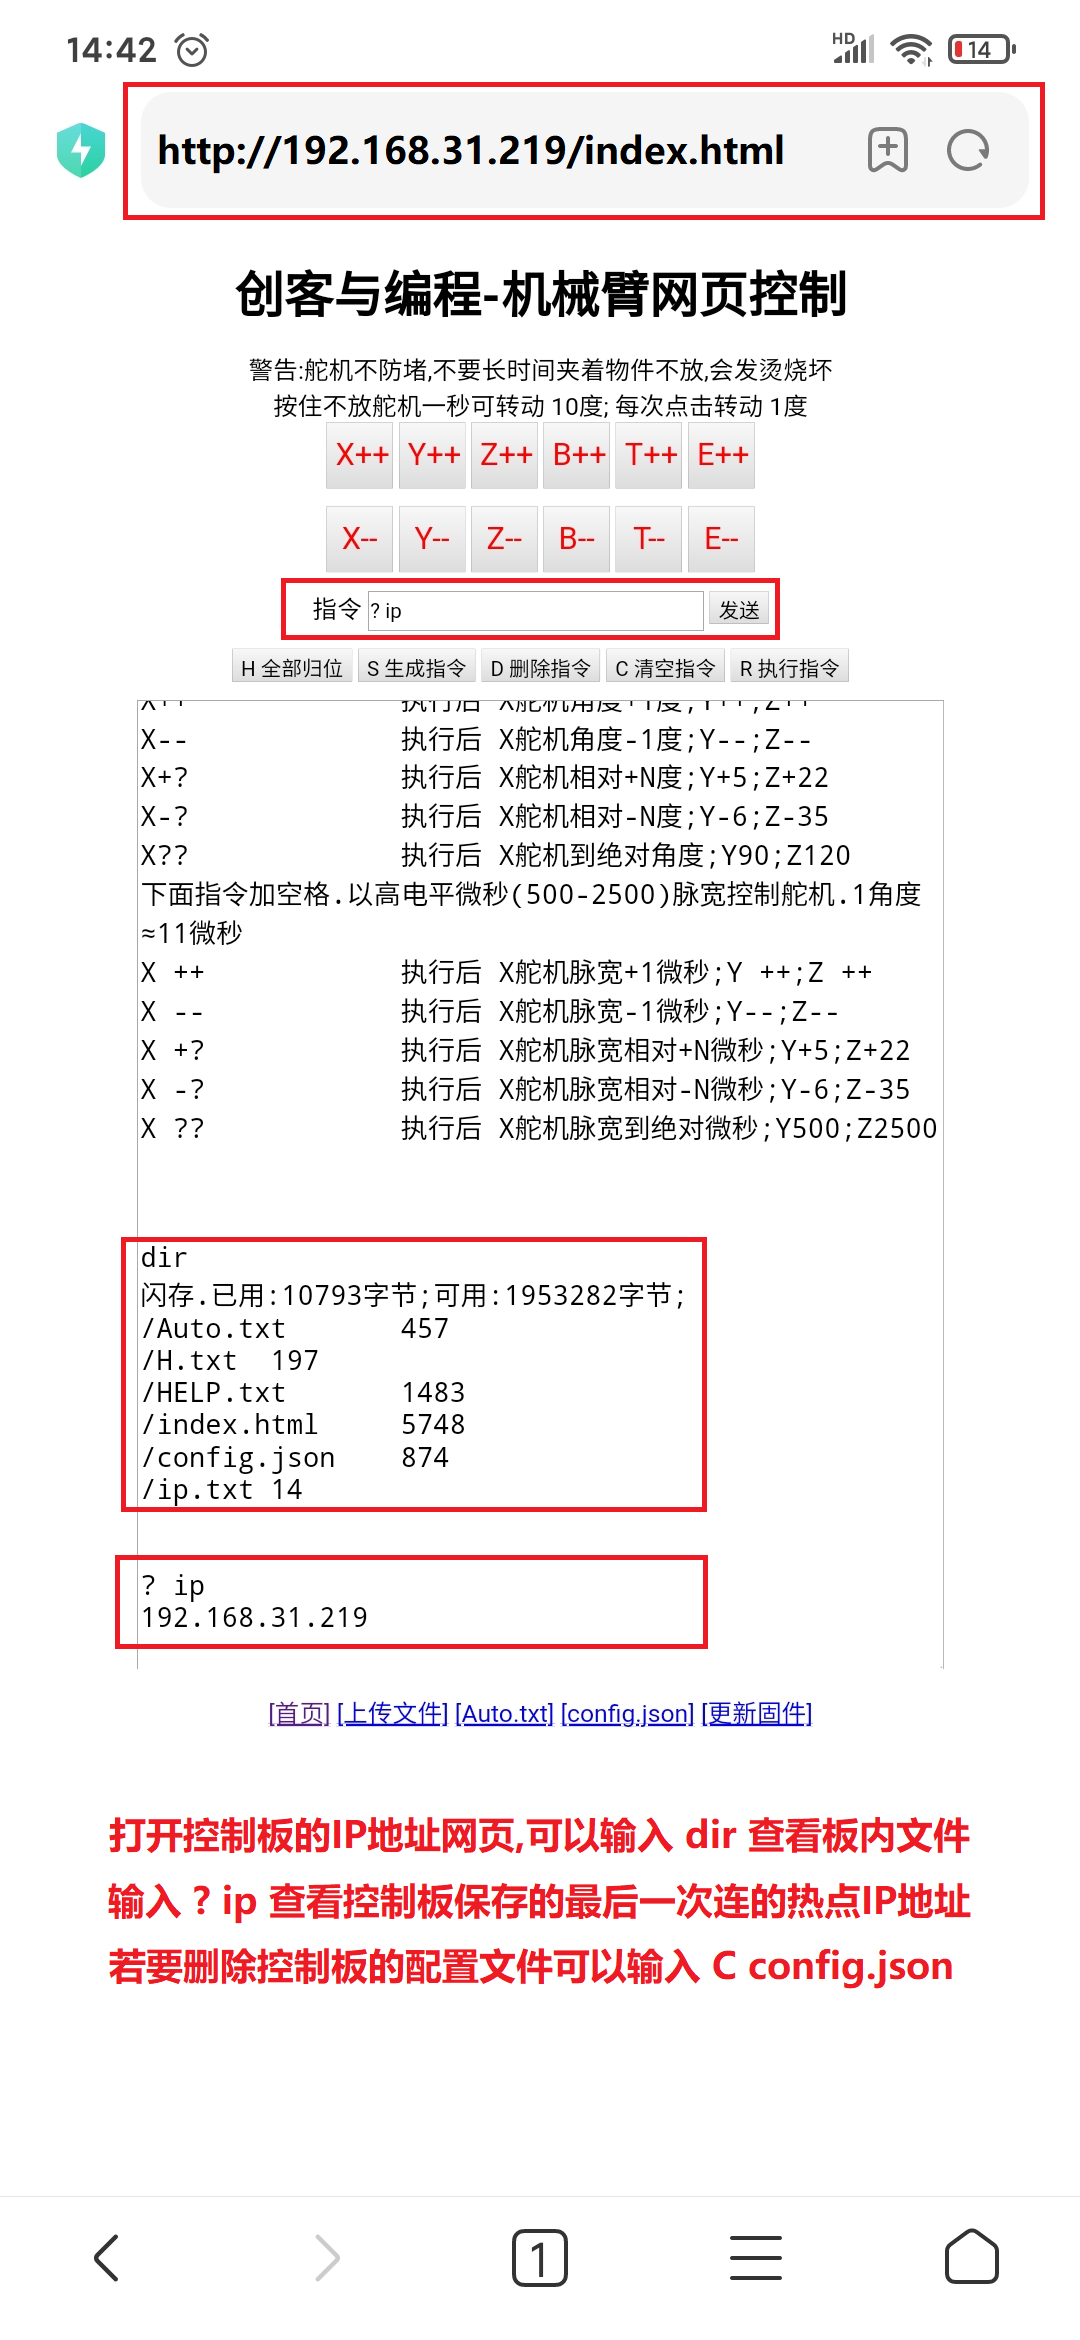 14:42
HD
14
http://192.168.31.219/index.html
创客与编程-机械臂网页控制
警告:舵机不防堵,不要长时间夹着物件不放,会发烫烧坏
按住不放舵机一秒可转动 10度; 每次点击转动 1度
X++ Y++ Z++ B++ T++ E++
X-- Y-- Z-- B-- T-- E--
指令 ? ip 发送
H 全部归位 S 生成指令 D 删除指令 C 清空指令 R 执行指令
X++ 执行后 X舵机角度+1度;Y++;Z++
X-- 执行后 X舵机角度-1度;Y--;Z--
X+? 执行后 X舵机相对+N度;Y+5;Z+22
X-? 执行后 X舵机相对-N度;Y-6;Z-35
X?? 执行后 X舵机到绝对角度;Y90;Z120
下面指令加空格.以高电平微秒(500-2500)脉宽控制舵机.1角度
≈11微秒
X ++ 执行后 X舵机脉宽+1微秒;Y ++;Z ++
X -- 执行后 X舵机脉宽-1微秒;Y--;Z--
X +? 执行后 X舵机脉宽相对+N微秒;Y+5;Z+22
X -? 执行后 X舵机脉宽相对-N微秒;Y-6;Z-35
X ?? 执行后 X舵机脉宽到绝对微秒;Y500;Z2500
dir
闪存.已用:10793字节;可用:1953282字节;
/Auto.txt 457
/H.txt 197
/HELP.txt 1483
/index.html 5748
/config.json 874
/ip.txt 14
? ip
192.168.31.219
[首页] [上传文件] [Auto.txt] [config.json] [更新固件]
打开控制板的IP地址网页,可以输入 dir 查看板内文件
输入 ? ip 查看控制板保存的最后一次连的热点IP地址
若要删除控制板的配置文件可以输入 C config.json
1